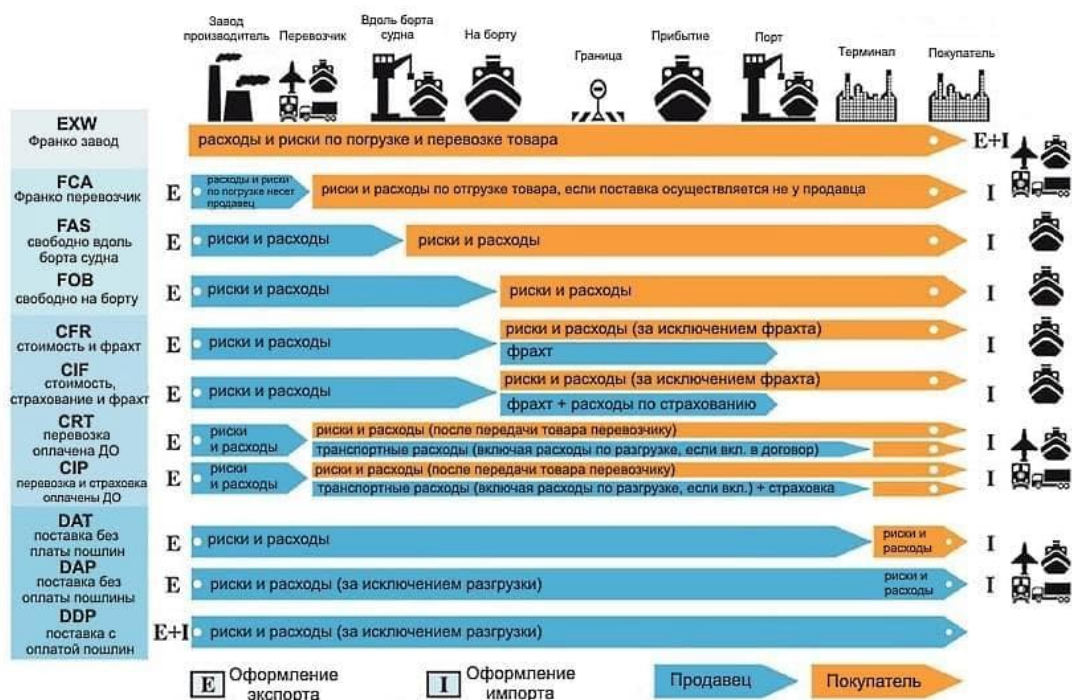 Завод
производитель
Перевозчик
Вдоль борта
судна
На борту
Граница
Прибытие
Порт
Терминал
Покупатель
EXW
Франко завод
расходы и риски по погрузке и перевозке товара
E+I
FCA
Франко перевозчик
E
расходы и риски
по погрузке несет
продавец
риски и расходы по отгрузке товара, если поставка осуществляется не у продавца
I
FAS
свободно вдоль
борта судна
E
риски и расходы
риски и расходы
I
FOB
свободно на борту
E
риски и расходы
риски и расходы
I
CFR
стоимость и фрахт
E
риски и расходы
риски и расходы (за исключением фрахта)
фрахт
I
CIF
стоимость,
страхование и фрахт
E
риски и расходы
риски и расходы (за исключением фрахта)
фрахт + расходы по страхованию
I
CRT
перевозка
оплачена ДО
E
риски
и расходы
риски и расходы (после передачи товара перевозчику)
транспортные расходы (включая расходы по разгрузке, если вкл. в договор)
I
CIP
перевозка и страховка
оплачены ДО
E
риски
и расходы
риски и расходы (после передачи товара перевозчику)
транспортные расходы (включая расходы по разгрузке, если вкл.) + страховка
I
DAT
поставка без
платы пошлин
E
риски и расходы
риски и
расходы
I
DAP
поставка без
оплаты пошлины
E
риски и расходы (за исключением разгрузки)
риски и
расходы
I
DDP
поставка с
оплатой пошлин
E+I
риски и расходы (за исключением разгрузки)
E
Оформление
экспорта
I
Оформление
импорта
Продавец
Покупатель